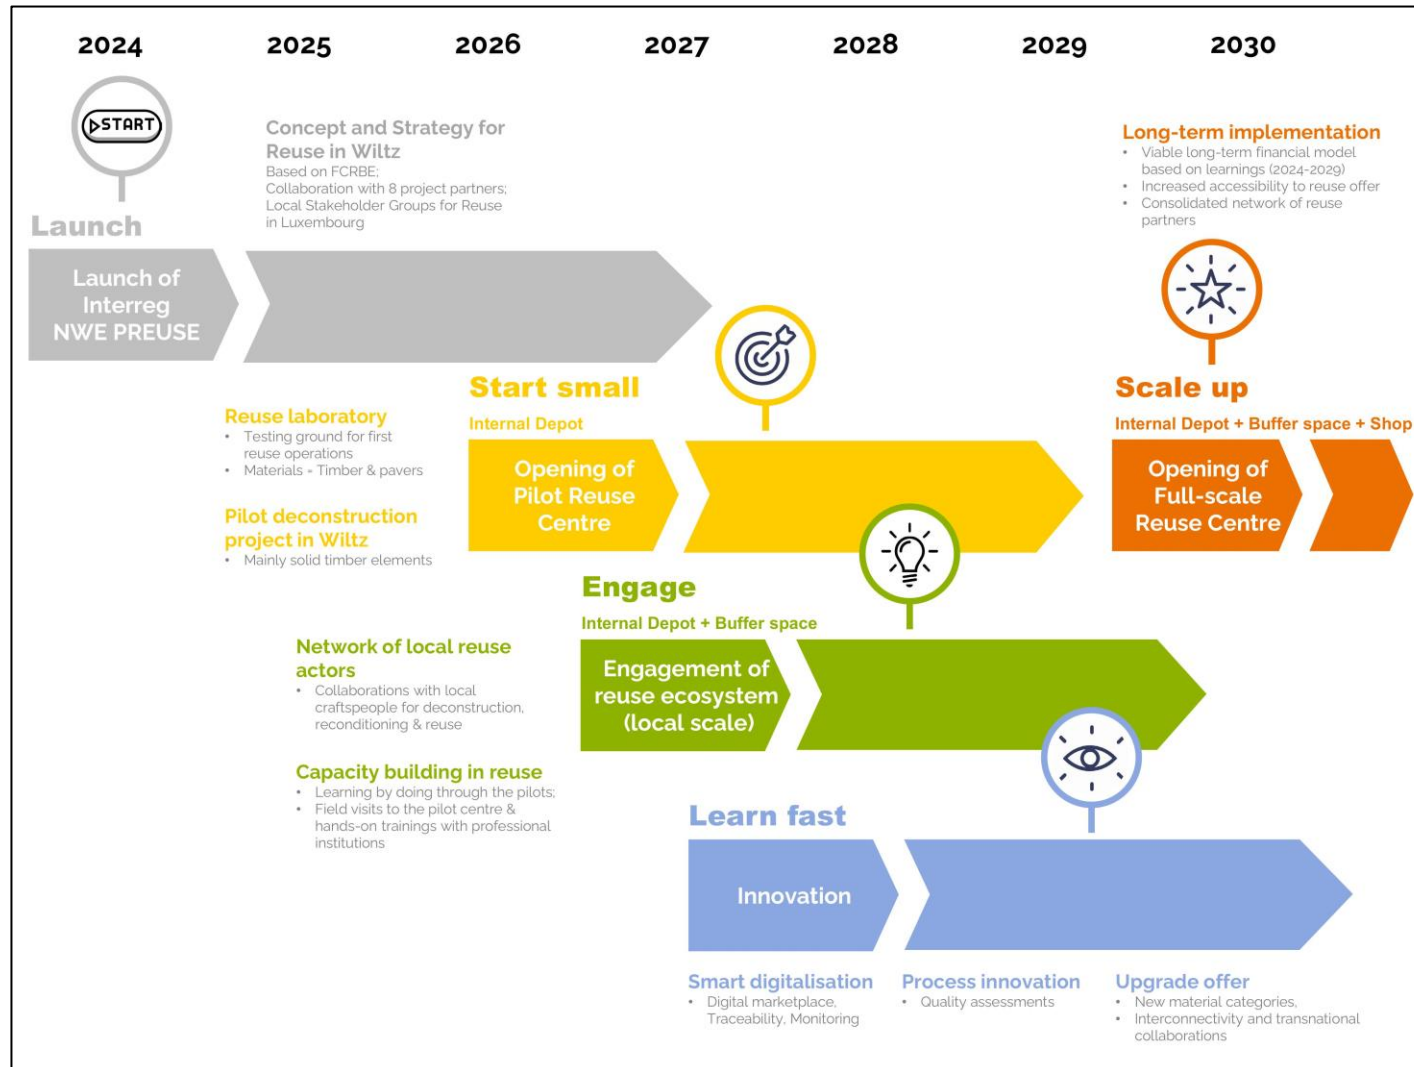 2024 2025 2026 2027 2028 2029 2030
START
Concept and Strategy for
Reuse in Wiltz
Based on FCRBE;
Collaboration with 8 project partners;
Local Stakeholder Groups for Reuse
in Luxembourg
Long-term implementation
• Viable long-term financial model
based on learnings (2024-2029)
• Increased accessibility to reuse offer
• Consolidated network of reuse
partners
Launch
Launch of
Interreg
NWE PREUSE
Start small
Internal Depot
Opening of
Pilot Reuse
Centre
Reuse laboratory
• Testing ground for first
reuse operations
• Materials = Timber & pavers
Pilot deconstruction
project in Wiltz
• Mainly solid timber elements
Scale up
Internal Depot + Buffer space + Shop
Opening of
Full-scale
Reuse Centre
Engage
Internal Depot + Buffer space
Engagement of
reuse ecosystem
(local scale)
Network of local reuse
actors
• Collaborations with local
craftspeople for deconstruction,
reconditioning & reuse
Capacity building in reuse
• Learning by doing through the pilots;
• Field visits to the pilot centre &
hands-on trainings with professional
institutions
Learn fast
Innovation
Smart digitalisation
• Digital marketplace,
Traceability, Monitoring
Process innovation
• Quality assessments
Upgrade offer
• New material categories,
• Interconnectivity and transnational
collaborations